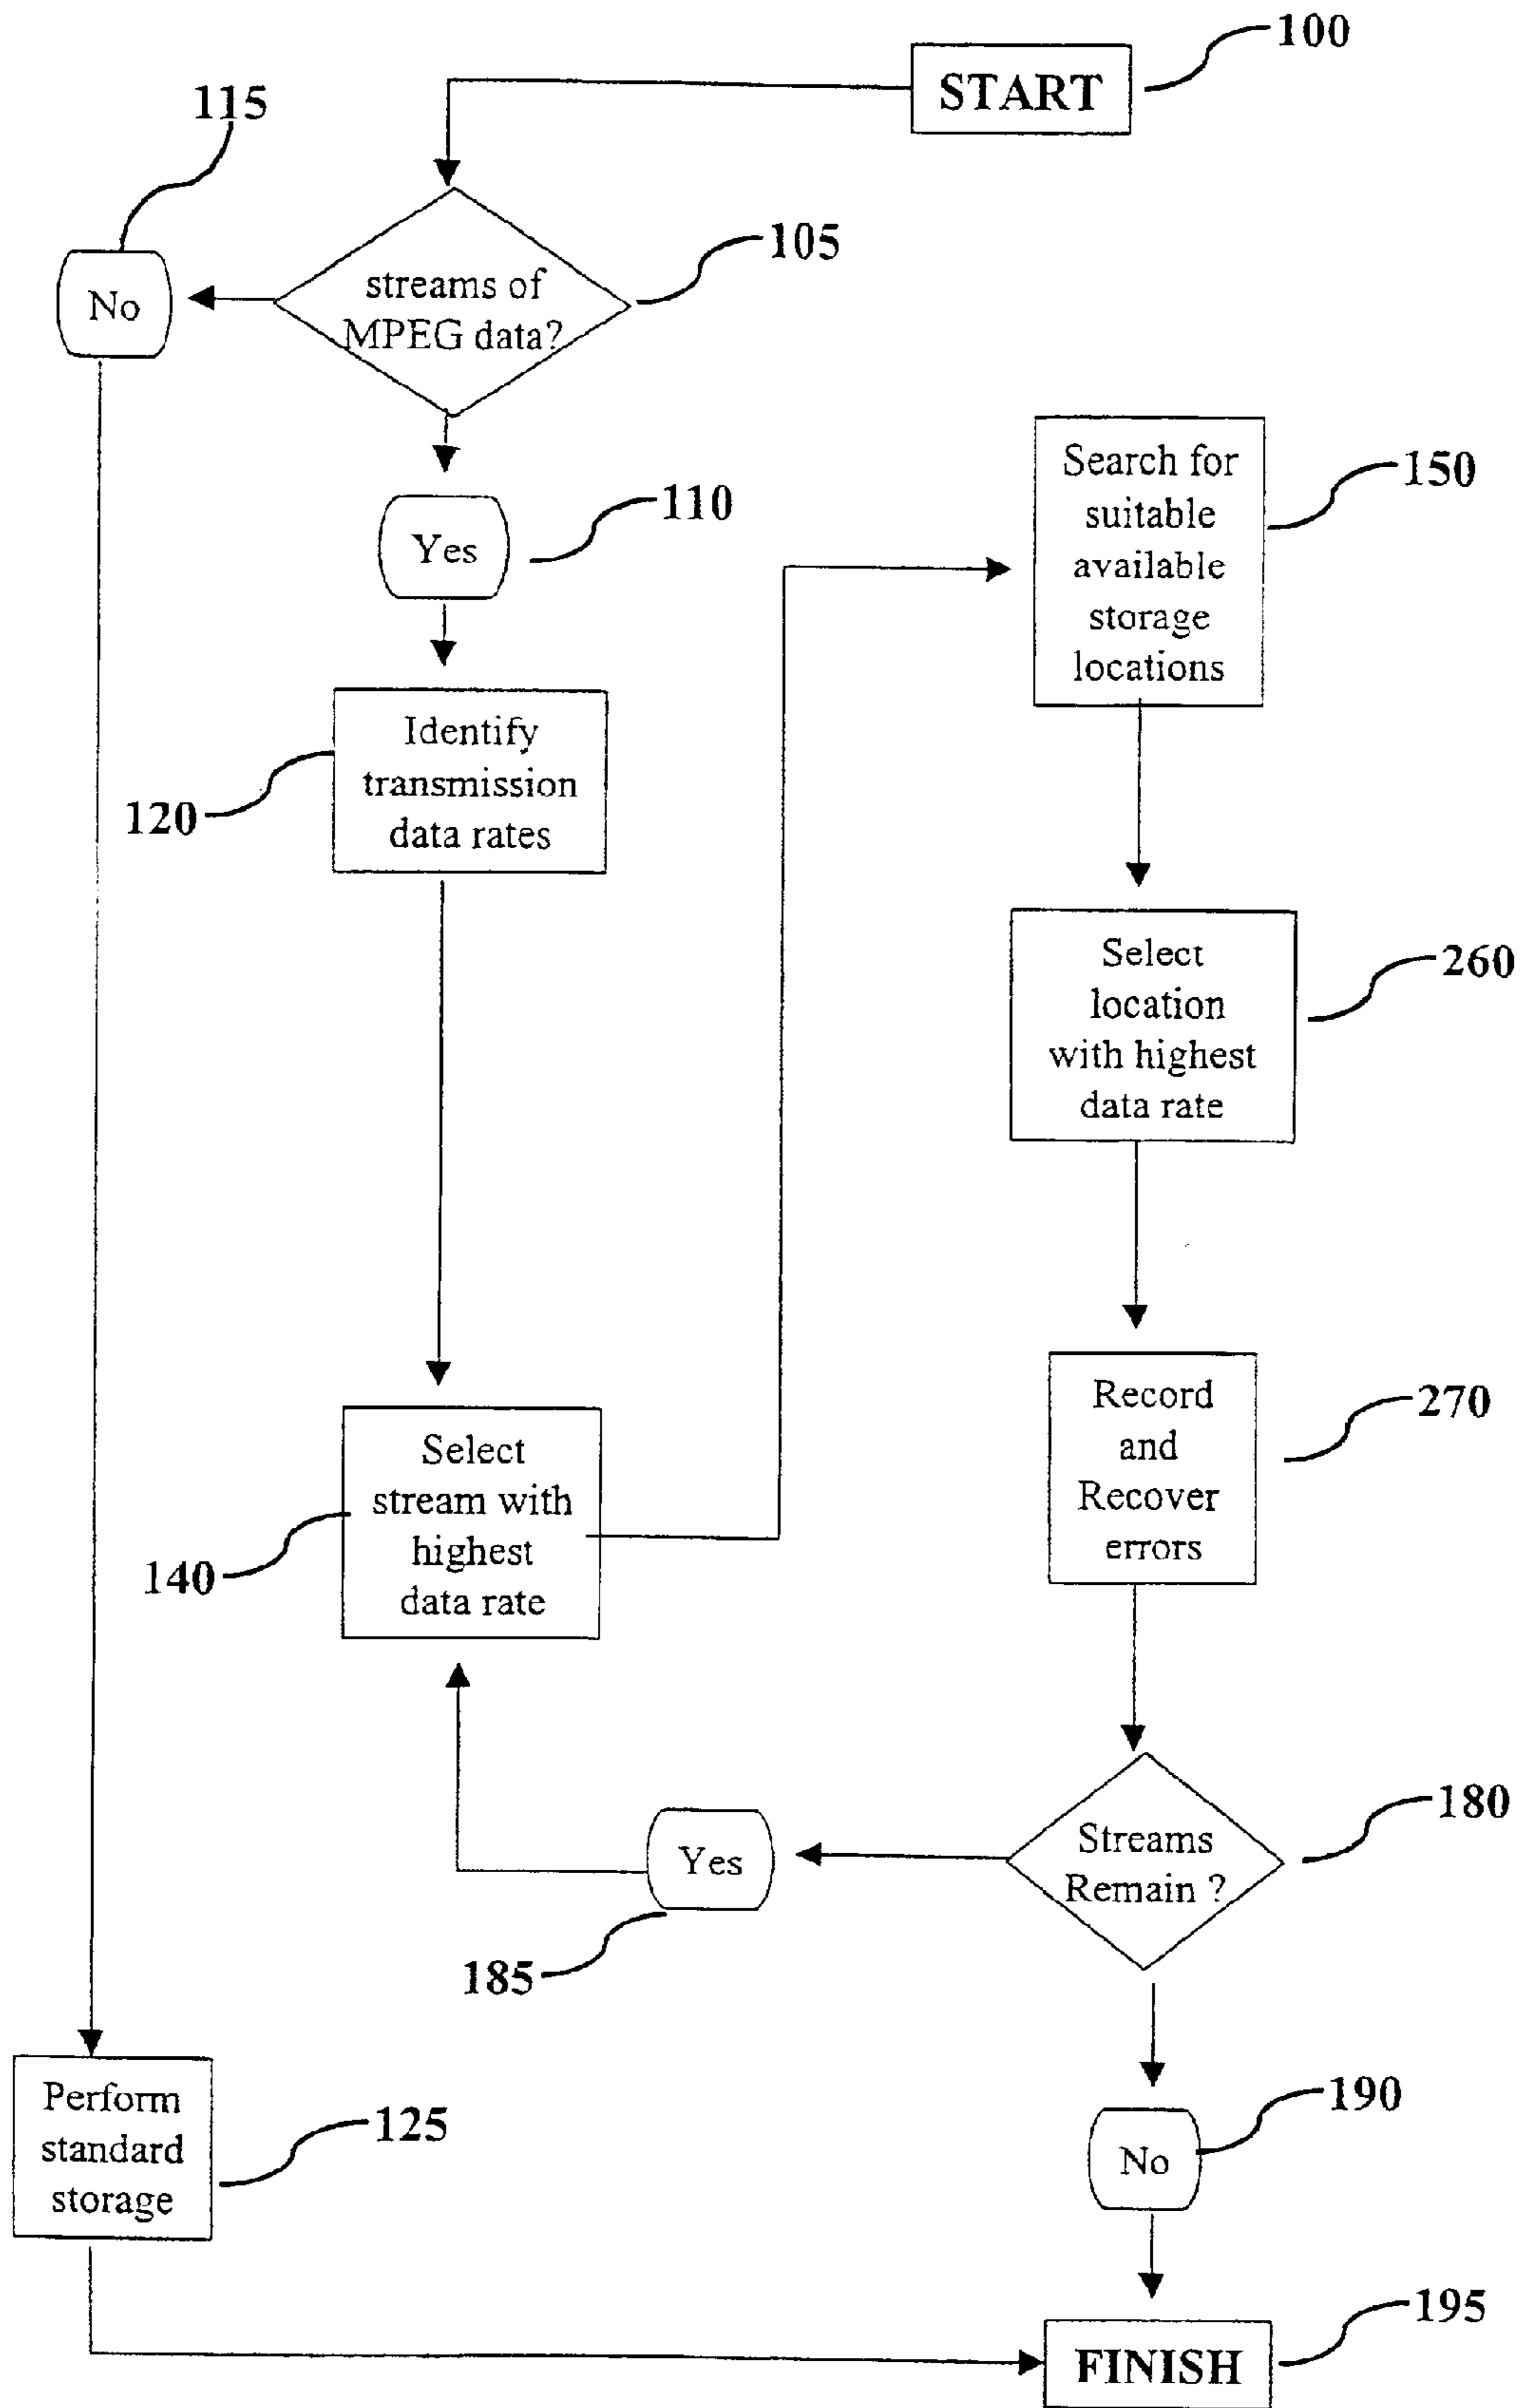 100
START
115
105
No
streams of
MPEG data?
110
Yes
Search for
suitable
available
storage
locations
150
Identify
transmission
data rates
120
Select
location
with highest
data rate
260
Record
and
Recover
errors
270
Select
stream with
highest
data rate
140
Streams
Remain ?
180
Yes
185
No
190
Perform
standard
storage
125
FINISH
195